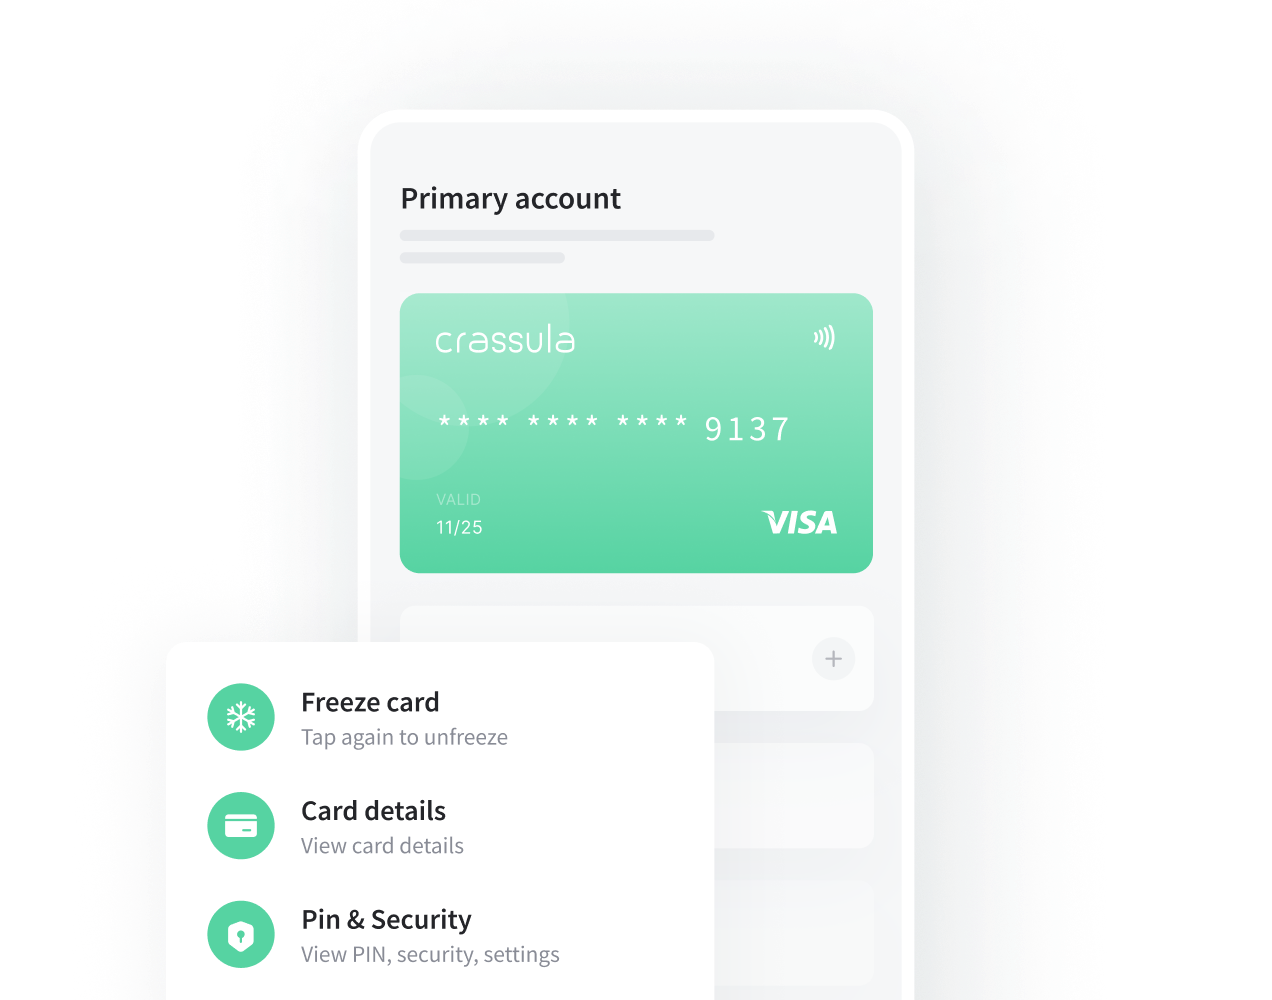 Primary account
crassula
**** **** **** 9137
VALID
11/25
VISA
Freeze card
Tap again to unfreeze
Card details
View card details
Pin & Security
View PIN, security, settings